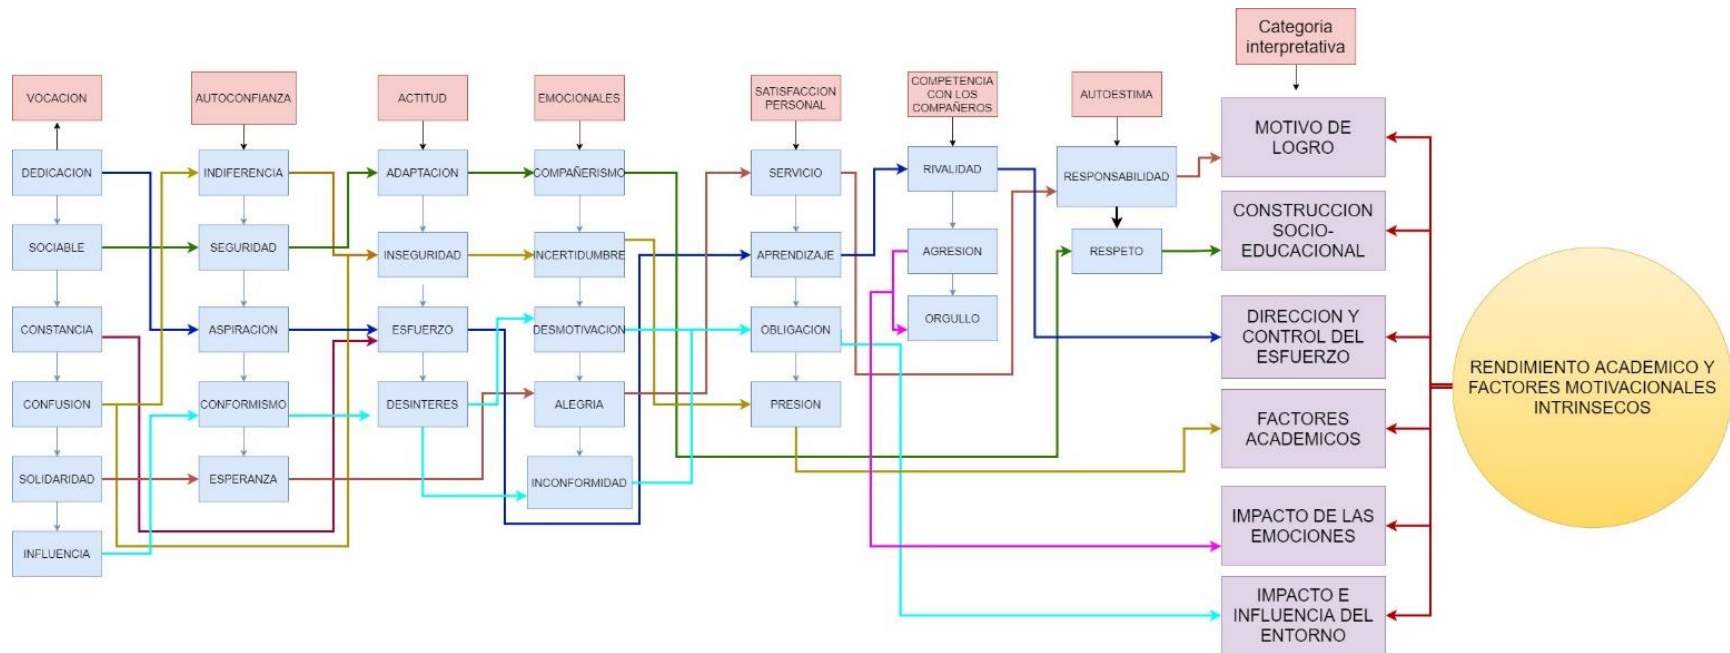 Categoria
interpretativa
VOCACION
AUTOCONFIANZA
ACTITUD
EMOCIONALES
SATISFACCION
PERSONAL
COMPETENCIA
CON LOS
COMPAÑEROS
AUTOESTIMA
DEDICACION
INDIFERENCIA
ADAPTACION
COMPAÑERISMO
SERVICIO
RIVALIDAD
RESPONSABILIDAD
MOTIVO DE
LOGRO
SOCIABLE
SEGURIDAD
INSEGURIDAD
INCERTIDUMBRE
APRENDIZAJE
AGRESION
RESPETO
CONSTRUCCION
SOCIO-
EDUCACIONAL
CONSTANCIA
ASPIRACION
ESFUERZO
DESMOTIVACION
OBLIGACION
ORGULLO
DIRECCION Y
CONTROL DEL
ESFUERZO
CONFUSION
CONFORMISMO
DESINTERES
ALEGRIA
PRESION
FACTORES
ACADEMICOS
SOLIDARIDAD
ESPERANZA
INCONFORMIDAD
INFLUENCIA
IMPACTO DE LAS
EMOCIONES
IMPACTO E
INFLUENCIA DEL
ENTORNO
RENDIMIENTO ACADEMICO Y
FACTORES MOTIVACIONALES
INTRINSECOS